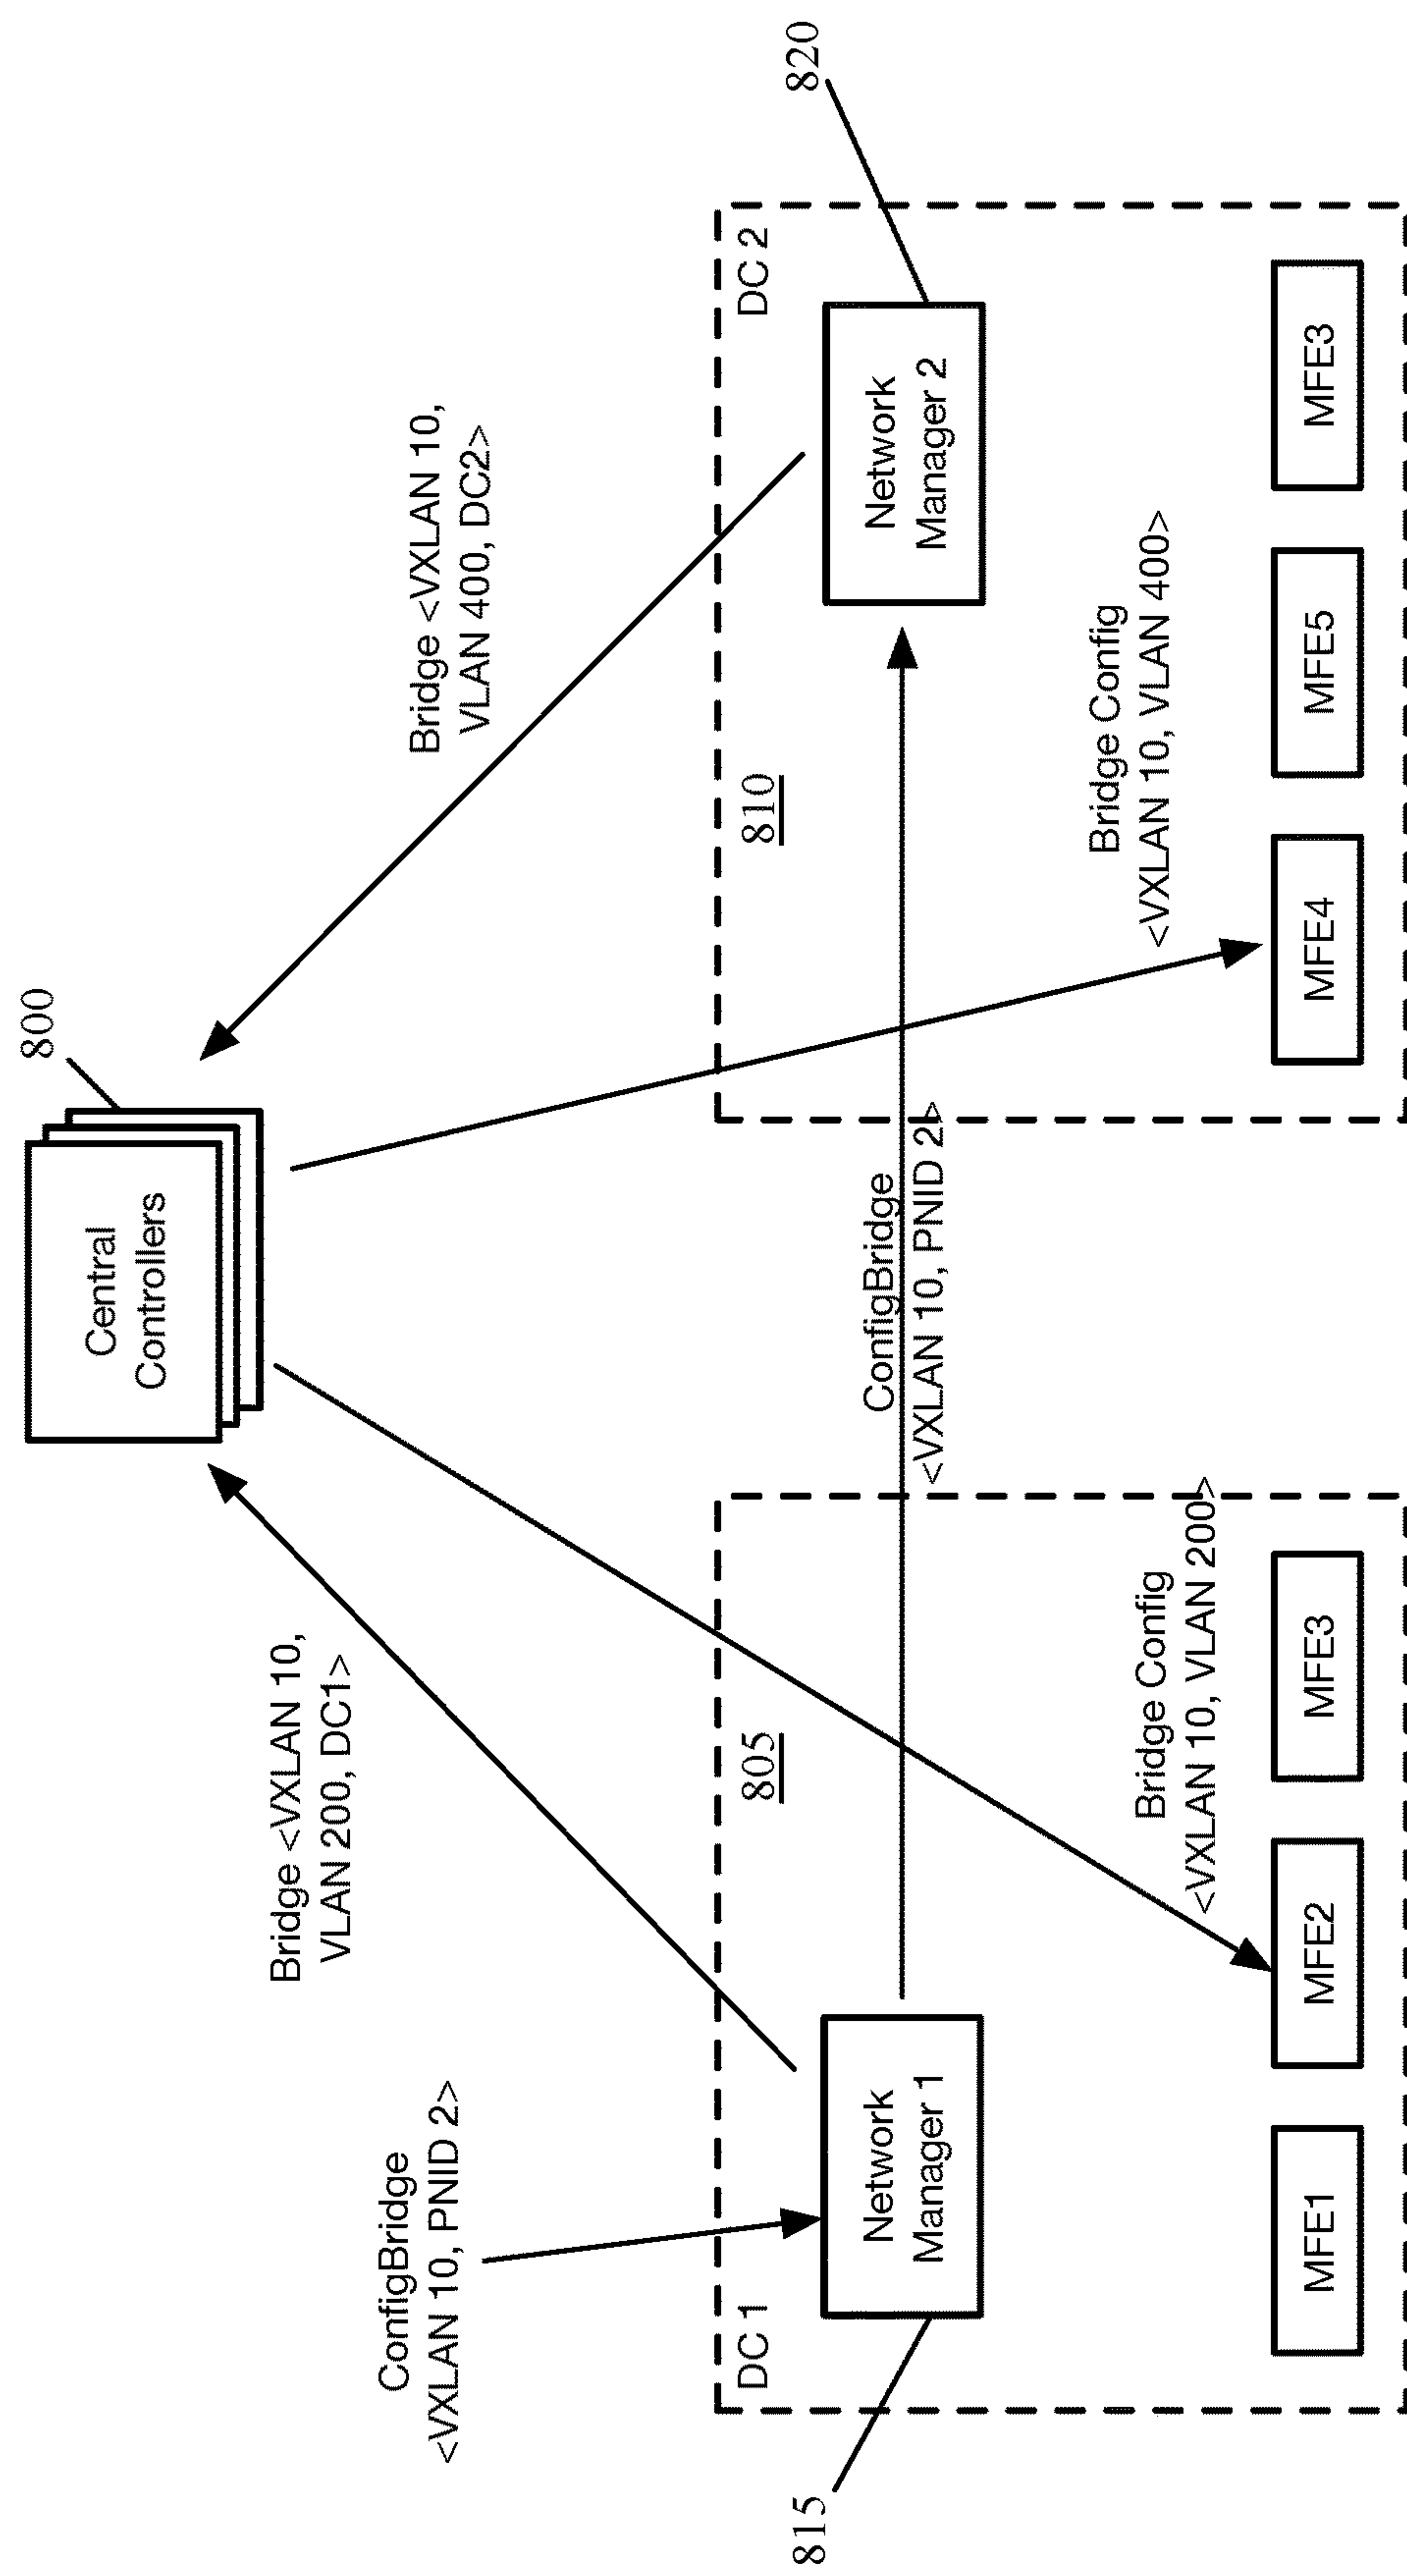 800
Central
Controllers
Bridge <VXLAN 10,
VLAN 200, DC1>
Bridge <VXLAN 10,
VLAN 400, DC2>
ConfigBridge
<VXLAN 10, PNID 2>
DC 1
805
815
Network
Manager 1
ConfigBridge
<VXLAN 10, PNID 2>
810
DC 2
820
Network
Manager 2
Bridge Config
<VXLAN 10, VLAN 200>
Bridge Config
<VXLAN 10, VLAN 400>
MFE1
MFE2
MFE3
MFE4
MFE5
MFE3